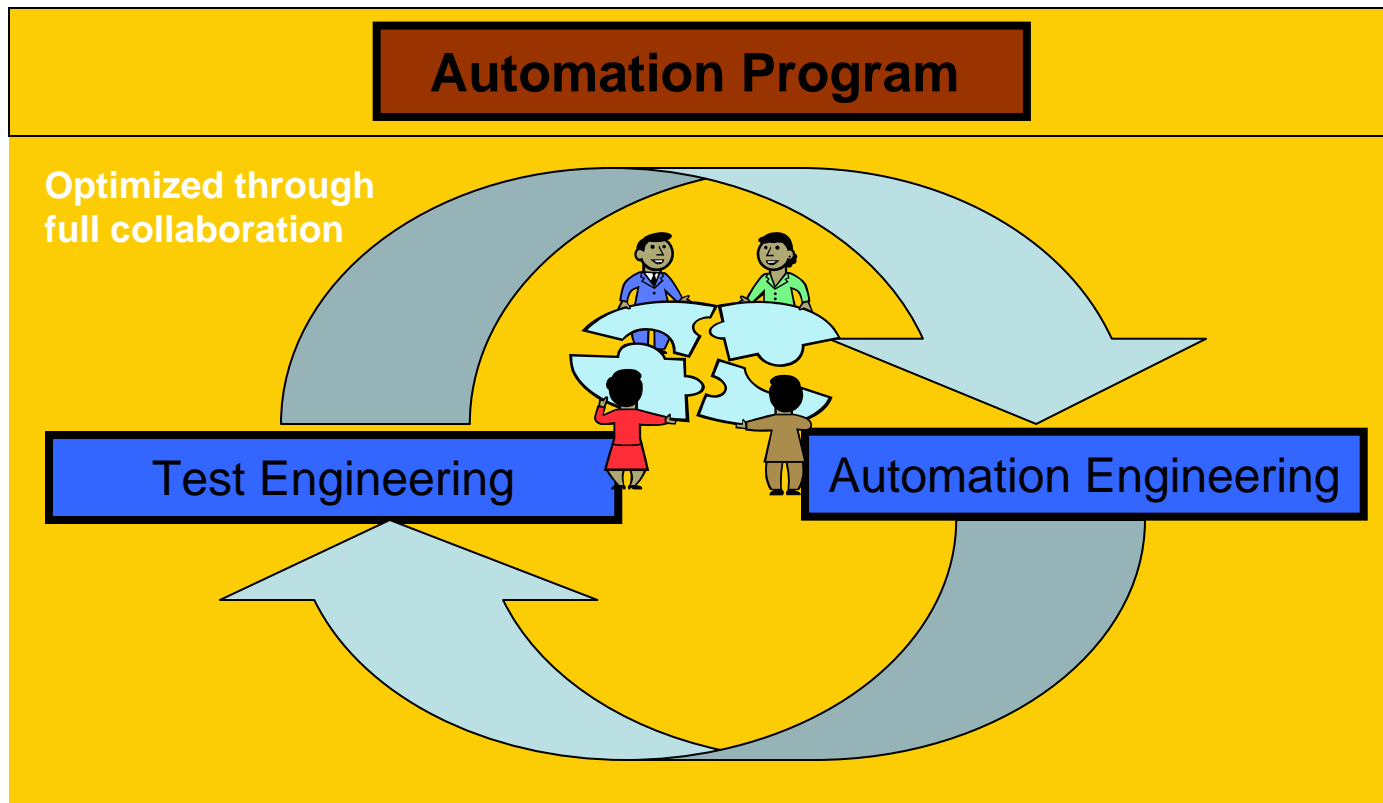 Automation Program
Optimized through
full collaboration
Test Engineering
Automation Engineering